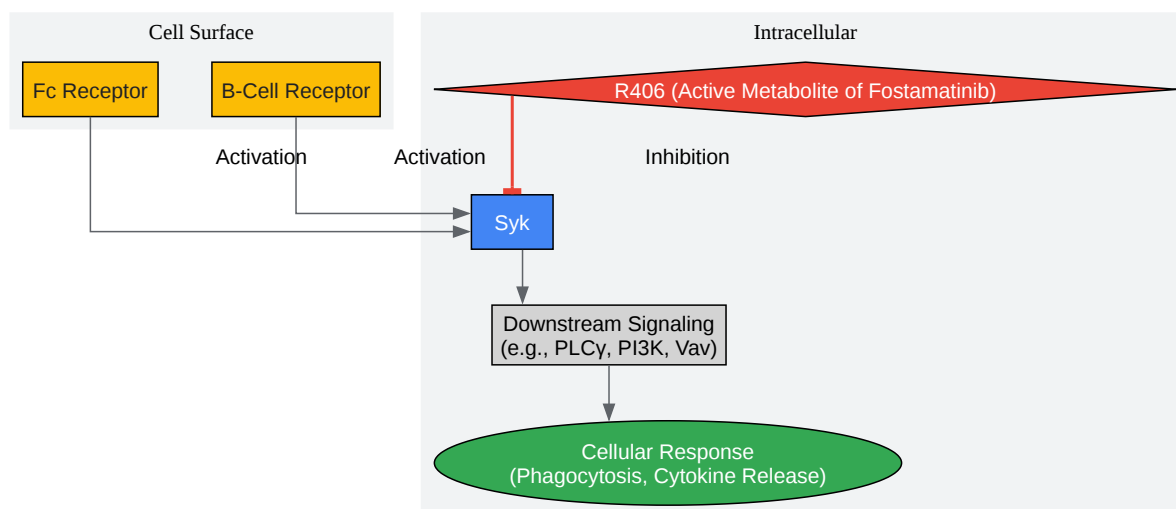 Cell Surface
Intracellular
Fc Receptor
B-Cell Receptor
R406 (Active Metabolite of Fostamatinib)
Activation
Activation
Inhibition
Syk
Downstream Signaling
(e.g., PLCγ, PI3K, Vav)
Cellular Response
(Phagocytosis, Cytokine Release)